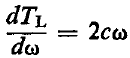 dT_L/dω = 2cω